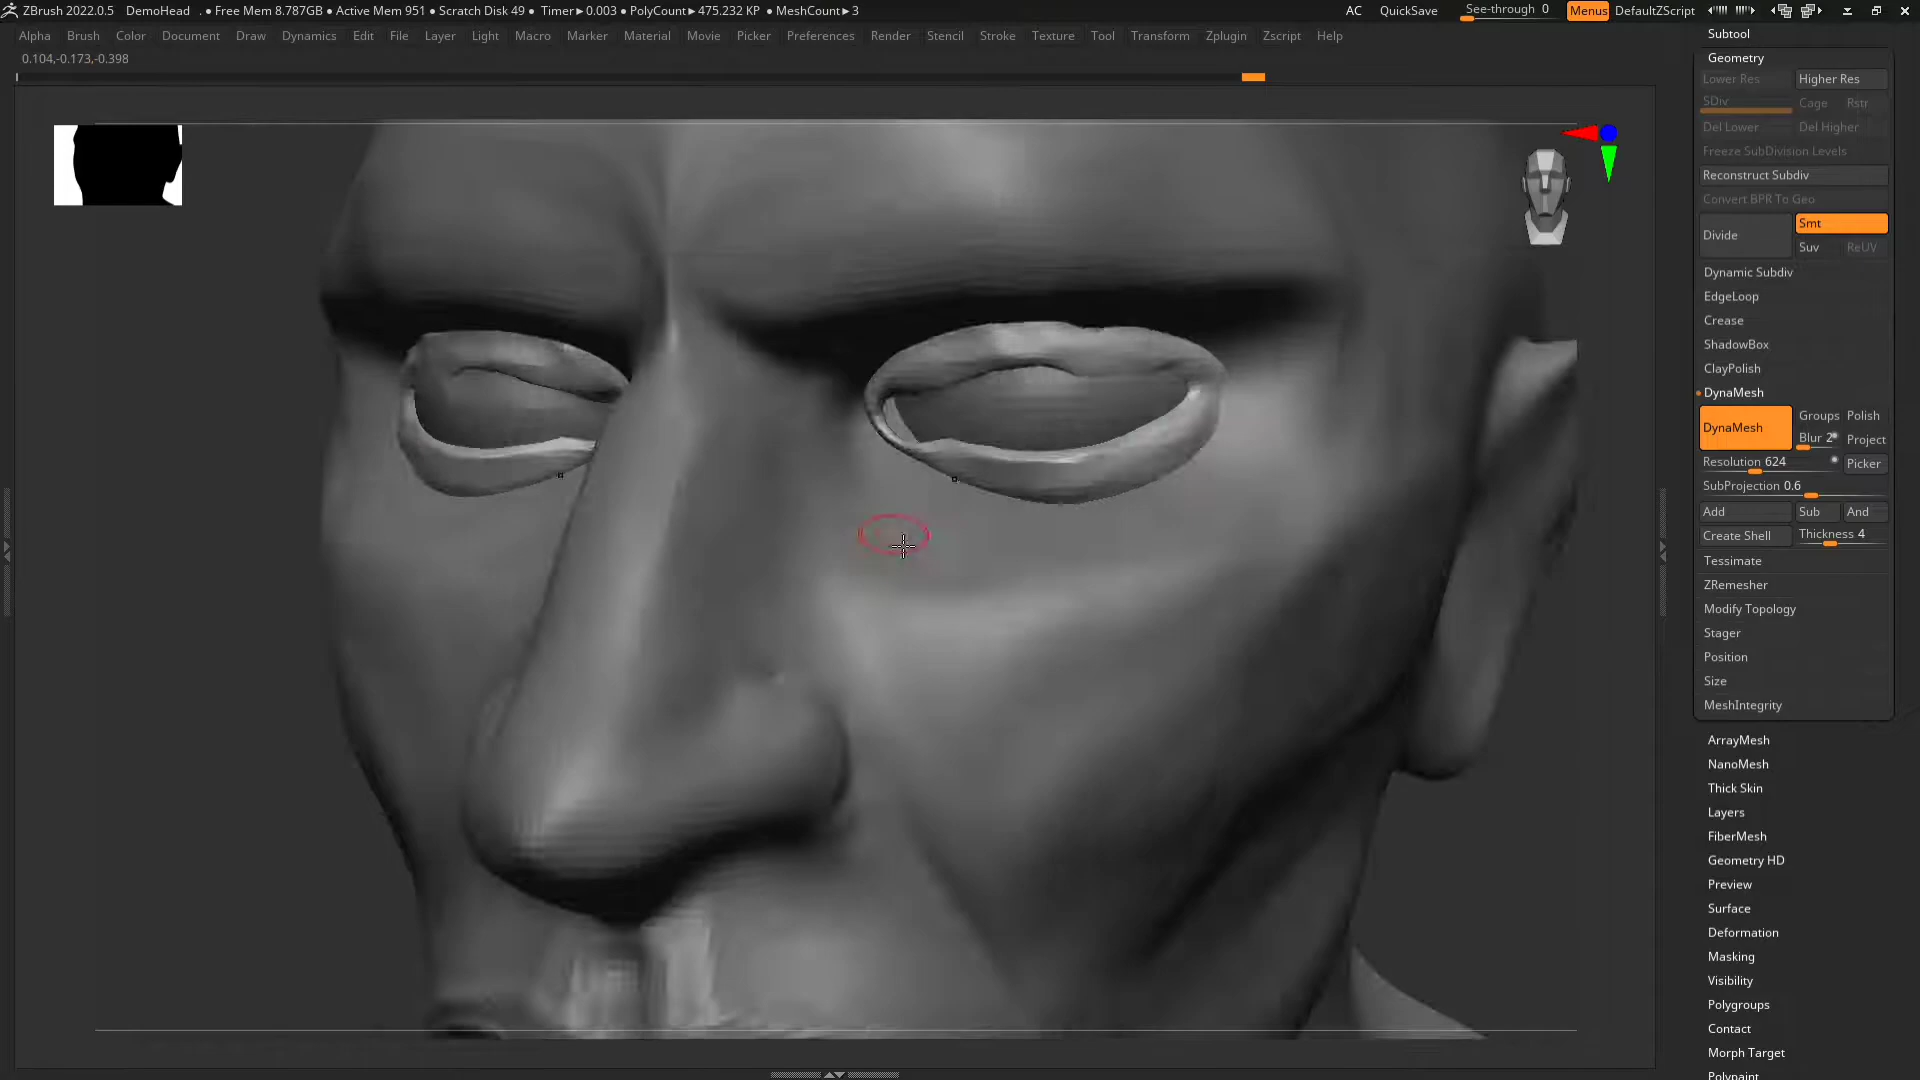 ZBrush 2022.0.5 DemoHead . ● Free Mem 8.787GB ● Active Mem 951 ● Scratch Disk 49 ● Timer►0.003 ● PolyCount►475.232 KP ● MeshCount►3 AC QuickSave See-through 0 Menus DefaultZScript
Alpha Brush Color Document Draw Dynamics Edit File Layer Light Macro Marker Material Movie Picker Preferences Render Stencil Stroke Texture Tool Transform Zplugin Zscript Help
0.104,-0.173,-0.398
Subtool
Geometry
Lower Res Higher Res
SDiv Cage Rstr
Del Lower Del Higher
Freeze SubDivision Levels
Reconstruct Subdiv
Convert BPR To Geo
Divide Smt
Suv ReUV
Dynamic Subdiv
EdgeLoop
Crease
ShadowBox
ClayPolish
DynaMesh
DynaMesh Groups Polish
Blur 2 Project
Resolution 624 Picker
SubProjection 0.6
Add Sub And
Create Shell Thickness 4
Tessimate
ZRemesher
Modify Topology
Stager
Position
Size
MeshIntegrity
ArrayMesh
NanoMesh
Thick Skin
Layers
FiberMesh
Geometry HD
Preview
Surface
Deformation
Masking
Visibility
Polygroups
Contact
Morph Target
Polypaint